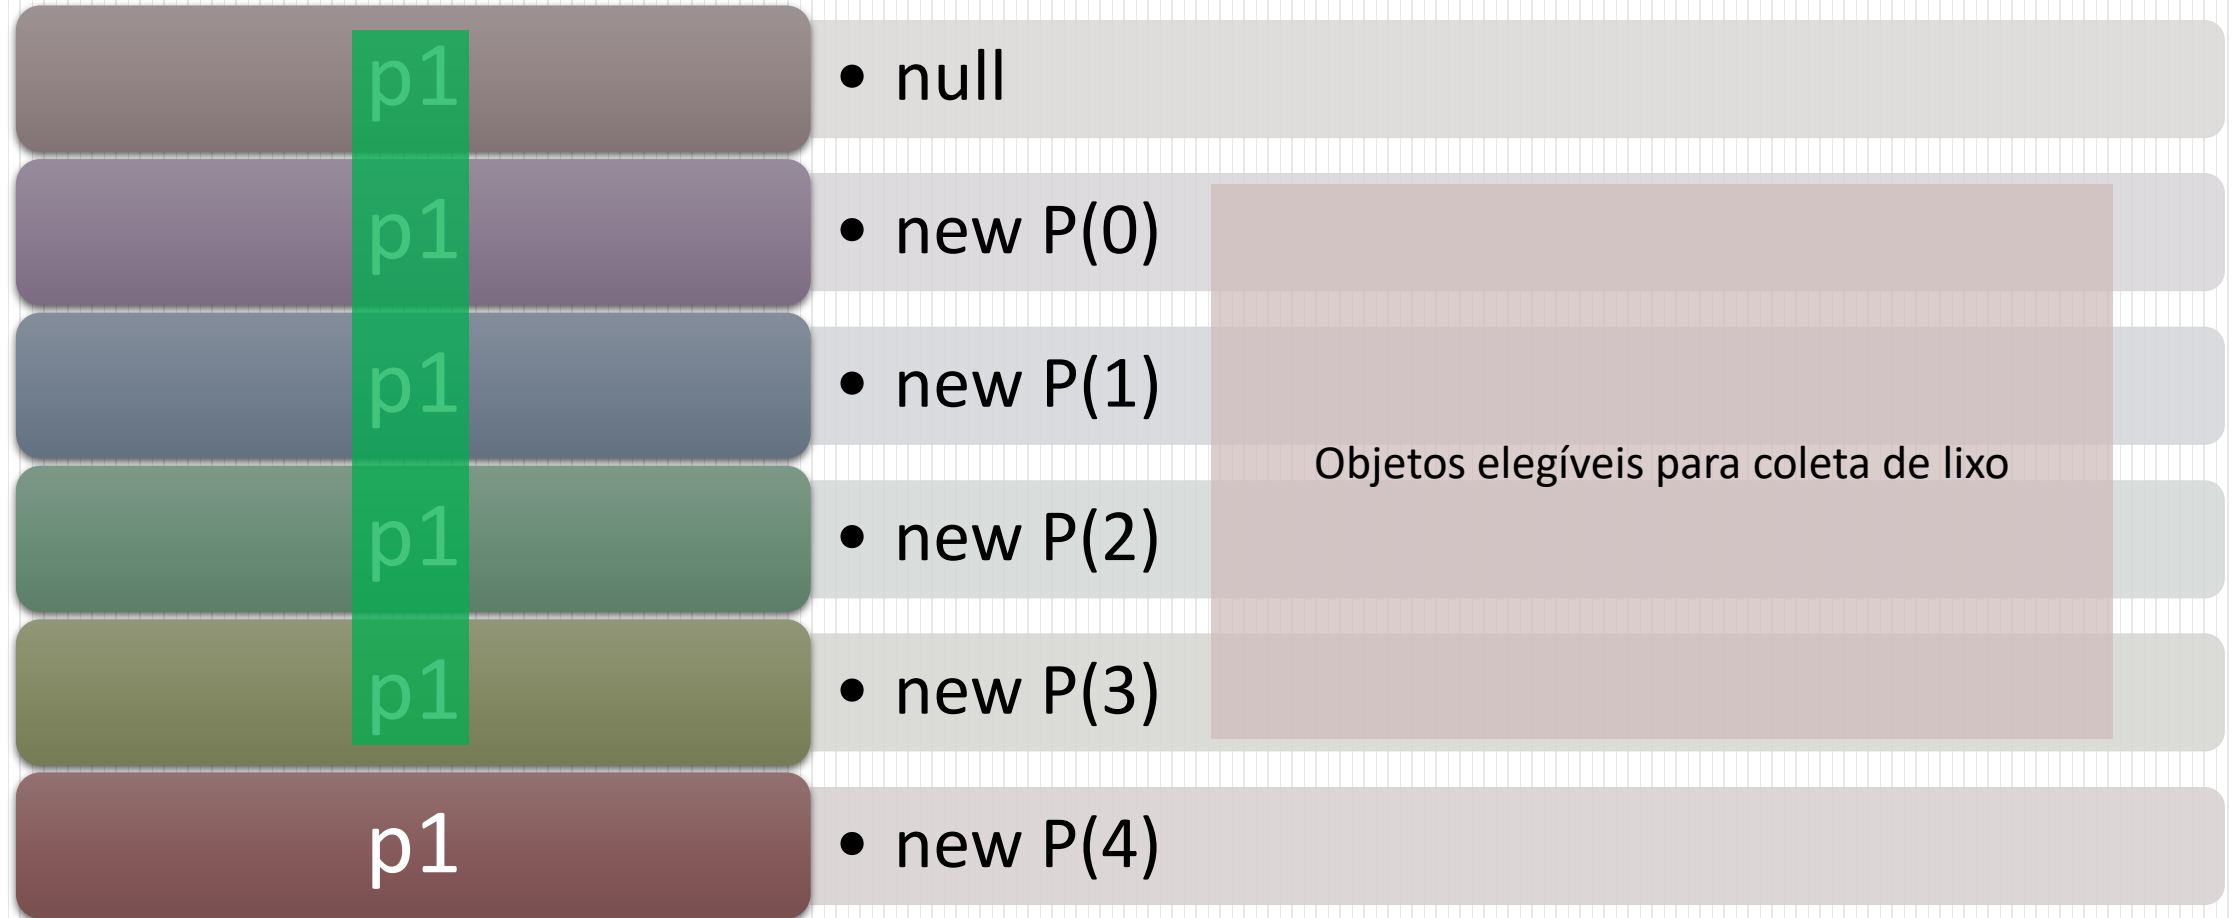 p1 • null
p1 • new P(0)
p1 • new P(1)
Objetos elegíveis para coleta de lixo
p1 • new P(2)
p1 • new P(3)
p1 • new P(4)